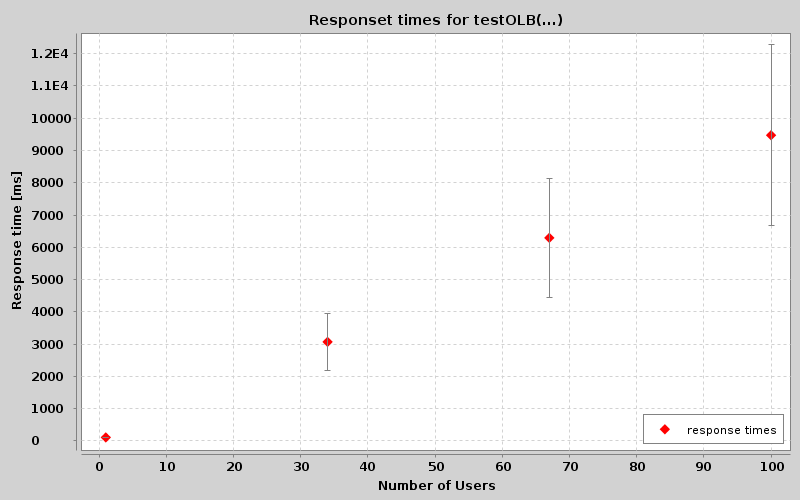 Responset times for testOLB(...)
Response time [ms]
1.2E4
1.1E4
10000
9000
8000
7000
6000
5000
4000
3000
2000
1000
0
0 10 20 30 40 50 60 70 80 90 100
Number of Users
response times